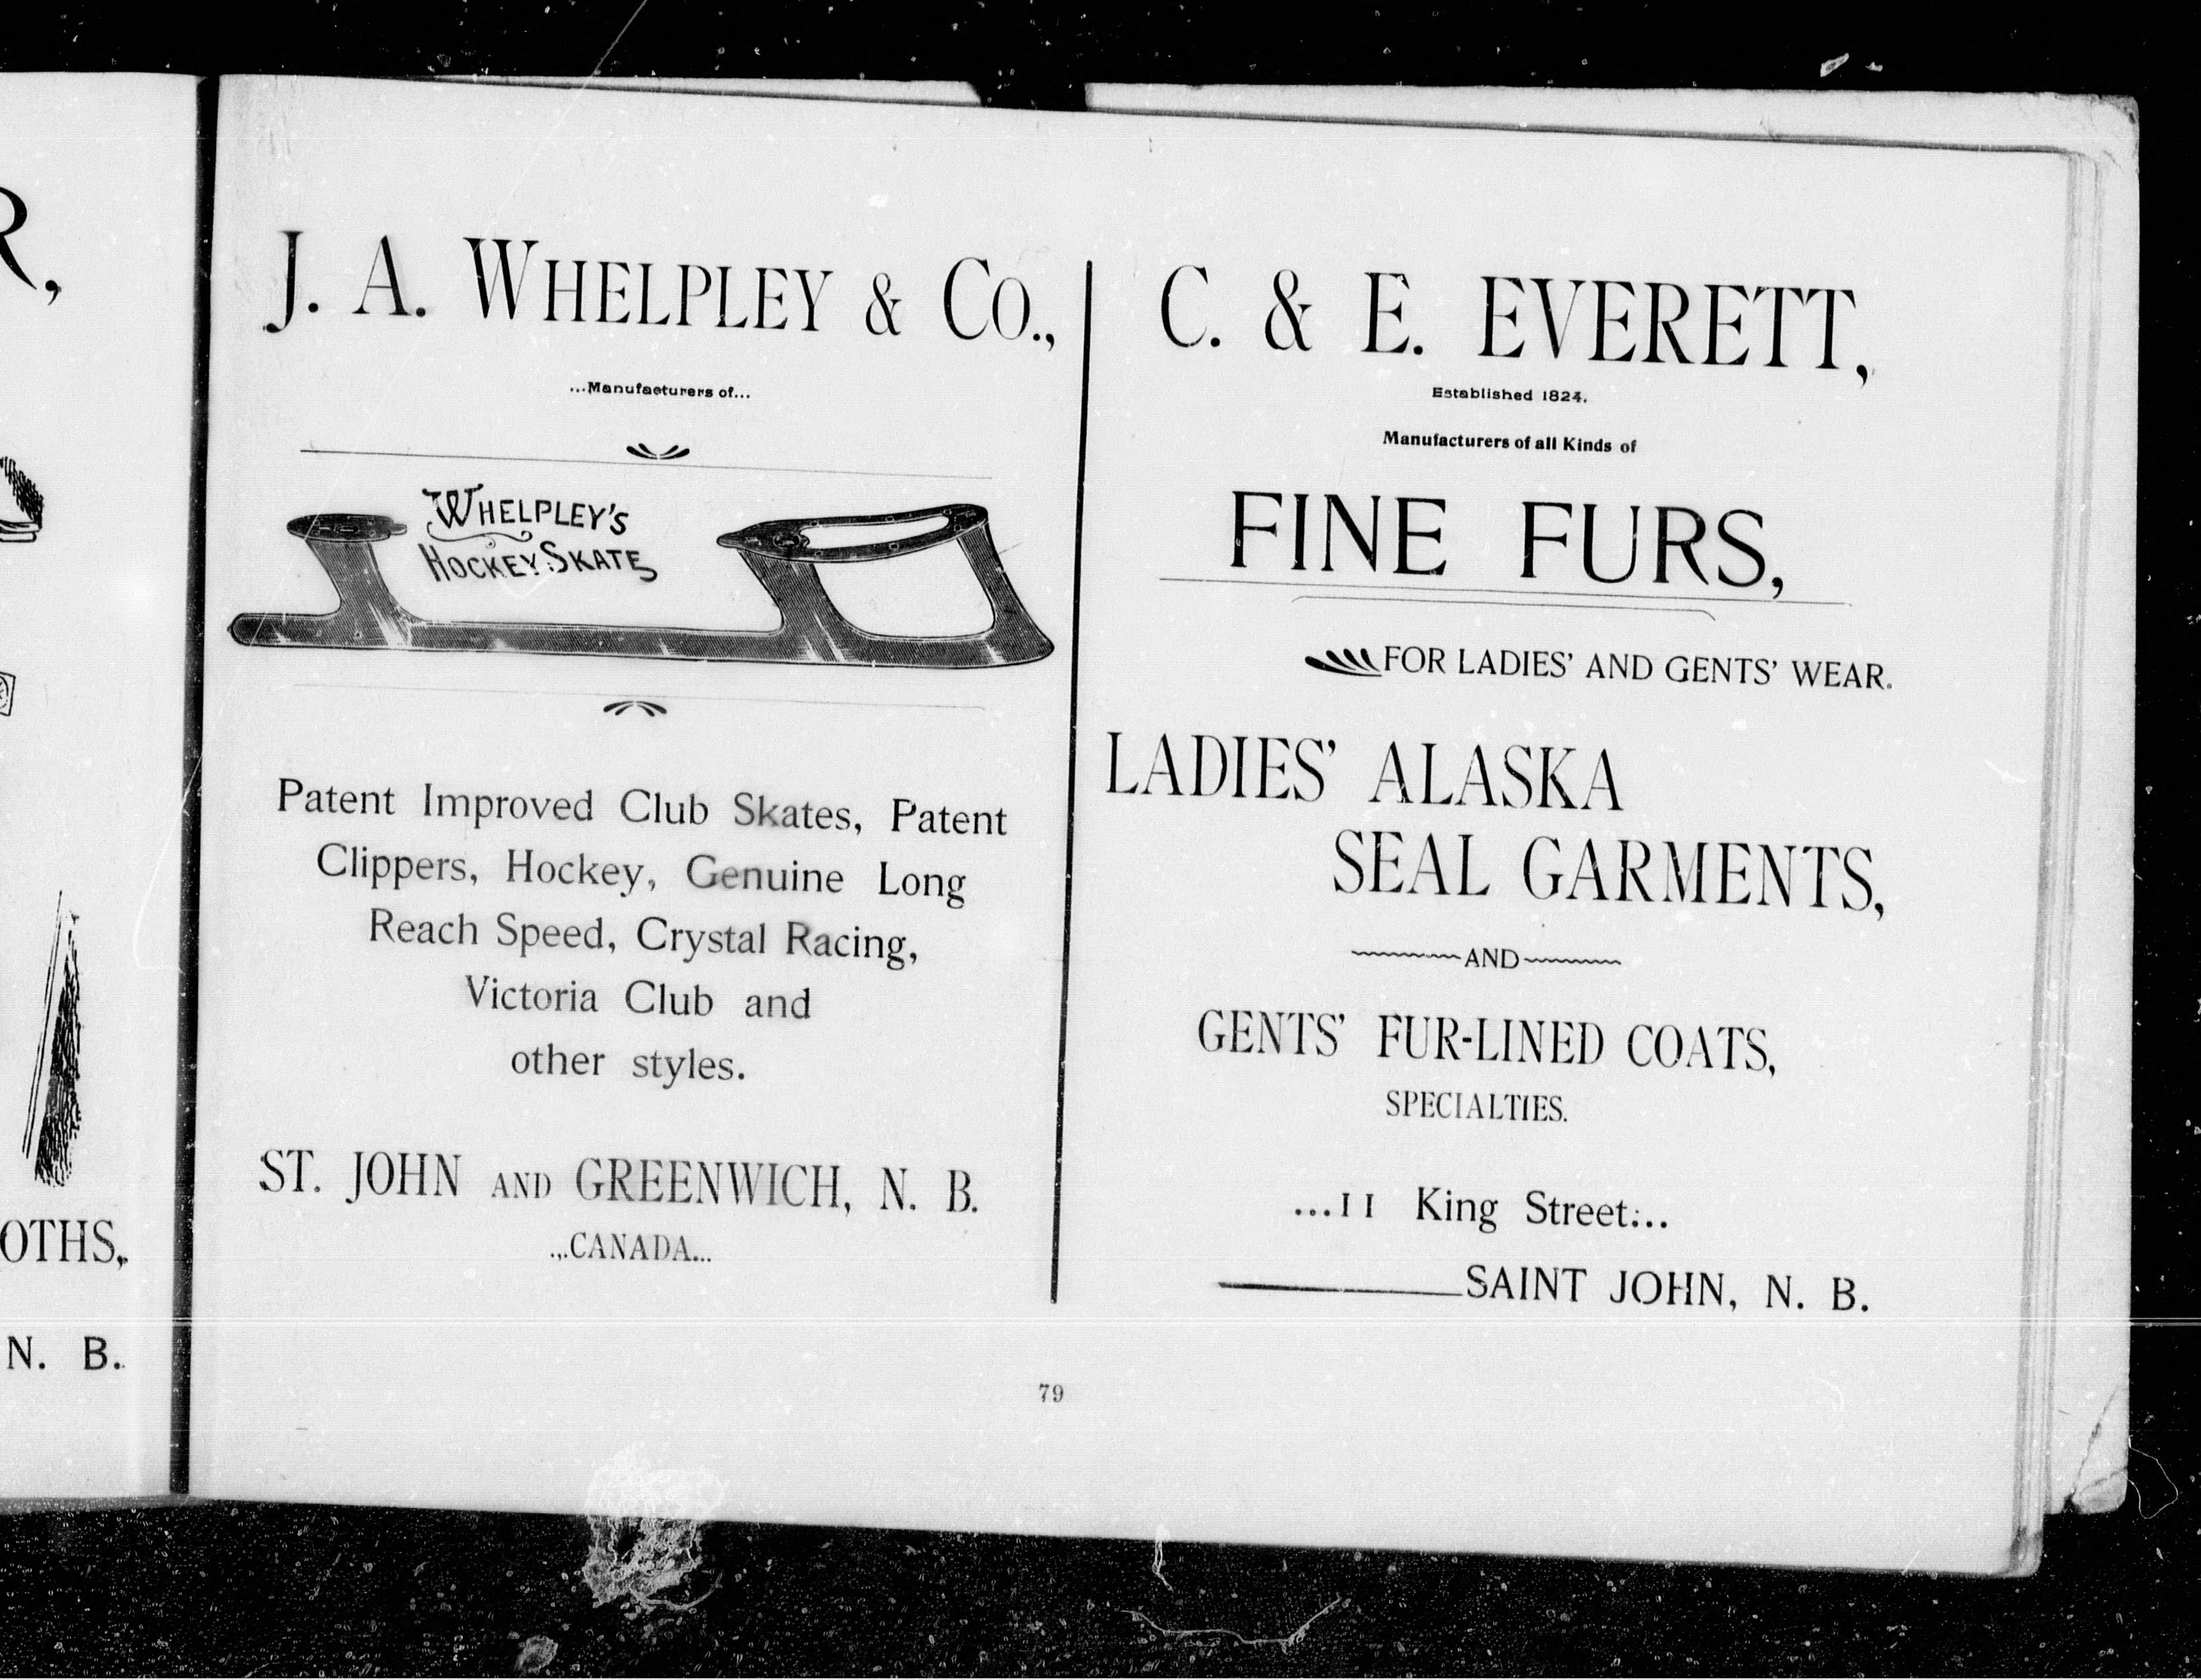 R,
OTHS,
N. B.
J. A. WHELPLEY & CO.,
...Manufacturers of...
WHELPLEY'S
HOCKEY SKATE
Patent Improved Club Skates, Patent
Clippers, Hockey, Genuine Long
Reach Speed, Crystal Racing,
Victoria Club and
other styles.
ST. JOHN AND GREENWICH, N. B.
...CANADA...
C. & E. EVERETT,
Established 1824.
Manufacturers of all Kinds of
FINE FURS,
FOR LADIES' AND GENTS' WEAR.
LADIES' ALASKA
SEAL GARMENTS,
AND
GENTS' FUR-LINED COATS,
SPECIALTIES.
...11 King Street...
SAINT JOHN, N. B.
79